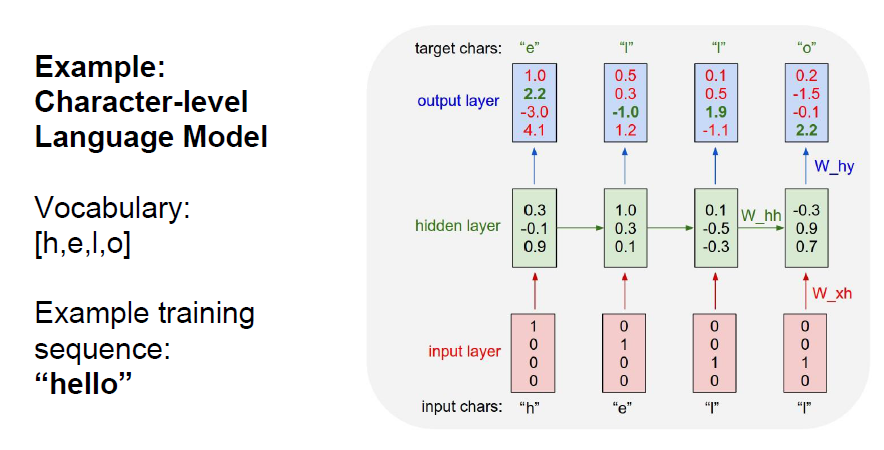 Example:
Character-level
Language Model
Vocabulary:
[h,e,l,o]
Example training
sequence:
“hello”
target chars: “e” “l” “l” “o”
output layer
1.0 0.5 0.1 0.2
2.2 0.3 0.5 -1.5
-3.0 -1.0 1.9 -0.1
4.1 1.2 -1.1 2.2
W_hy
hidden layer
0.3 1.0 0.1 -0.3
-0.1 0.3 -0.5 0.9
0.9 0.1 -0.3 0.7
W_hh
W_xh
input layer
1 0 0 0
0 1 0 0
0 0 1 1
0 0 0 0
input chars: “h” “e” “l” “l”